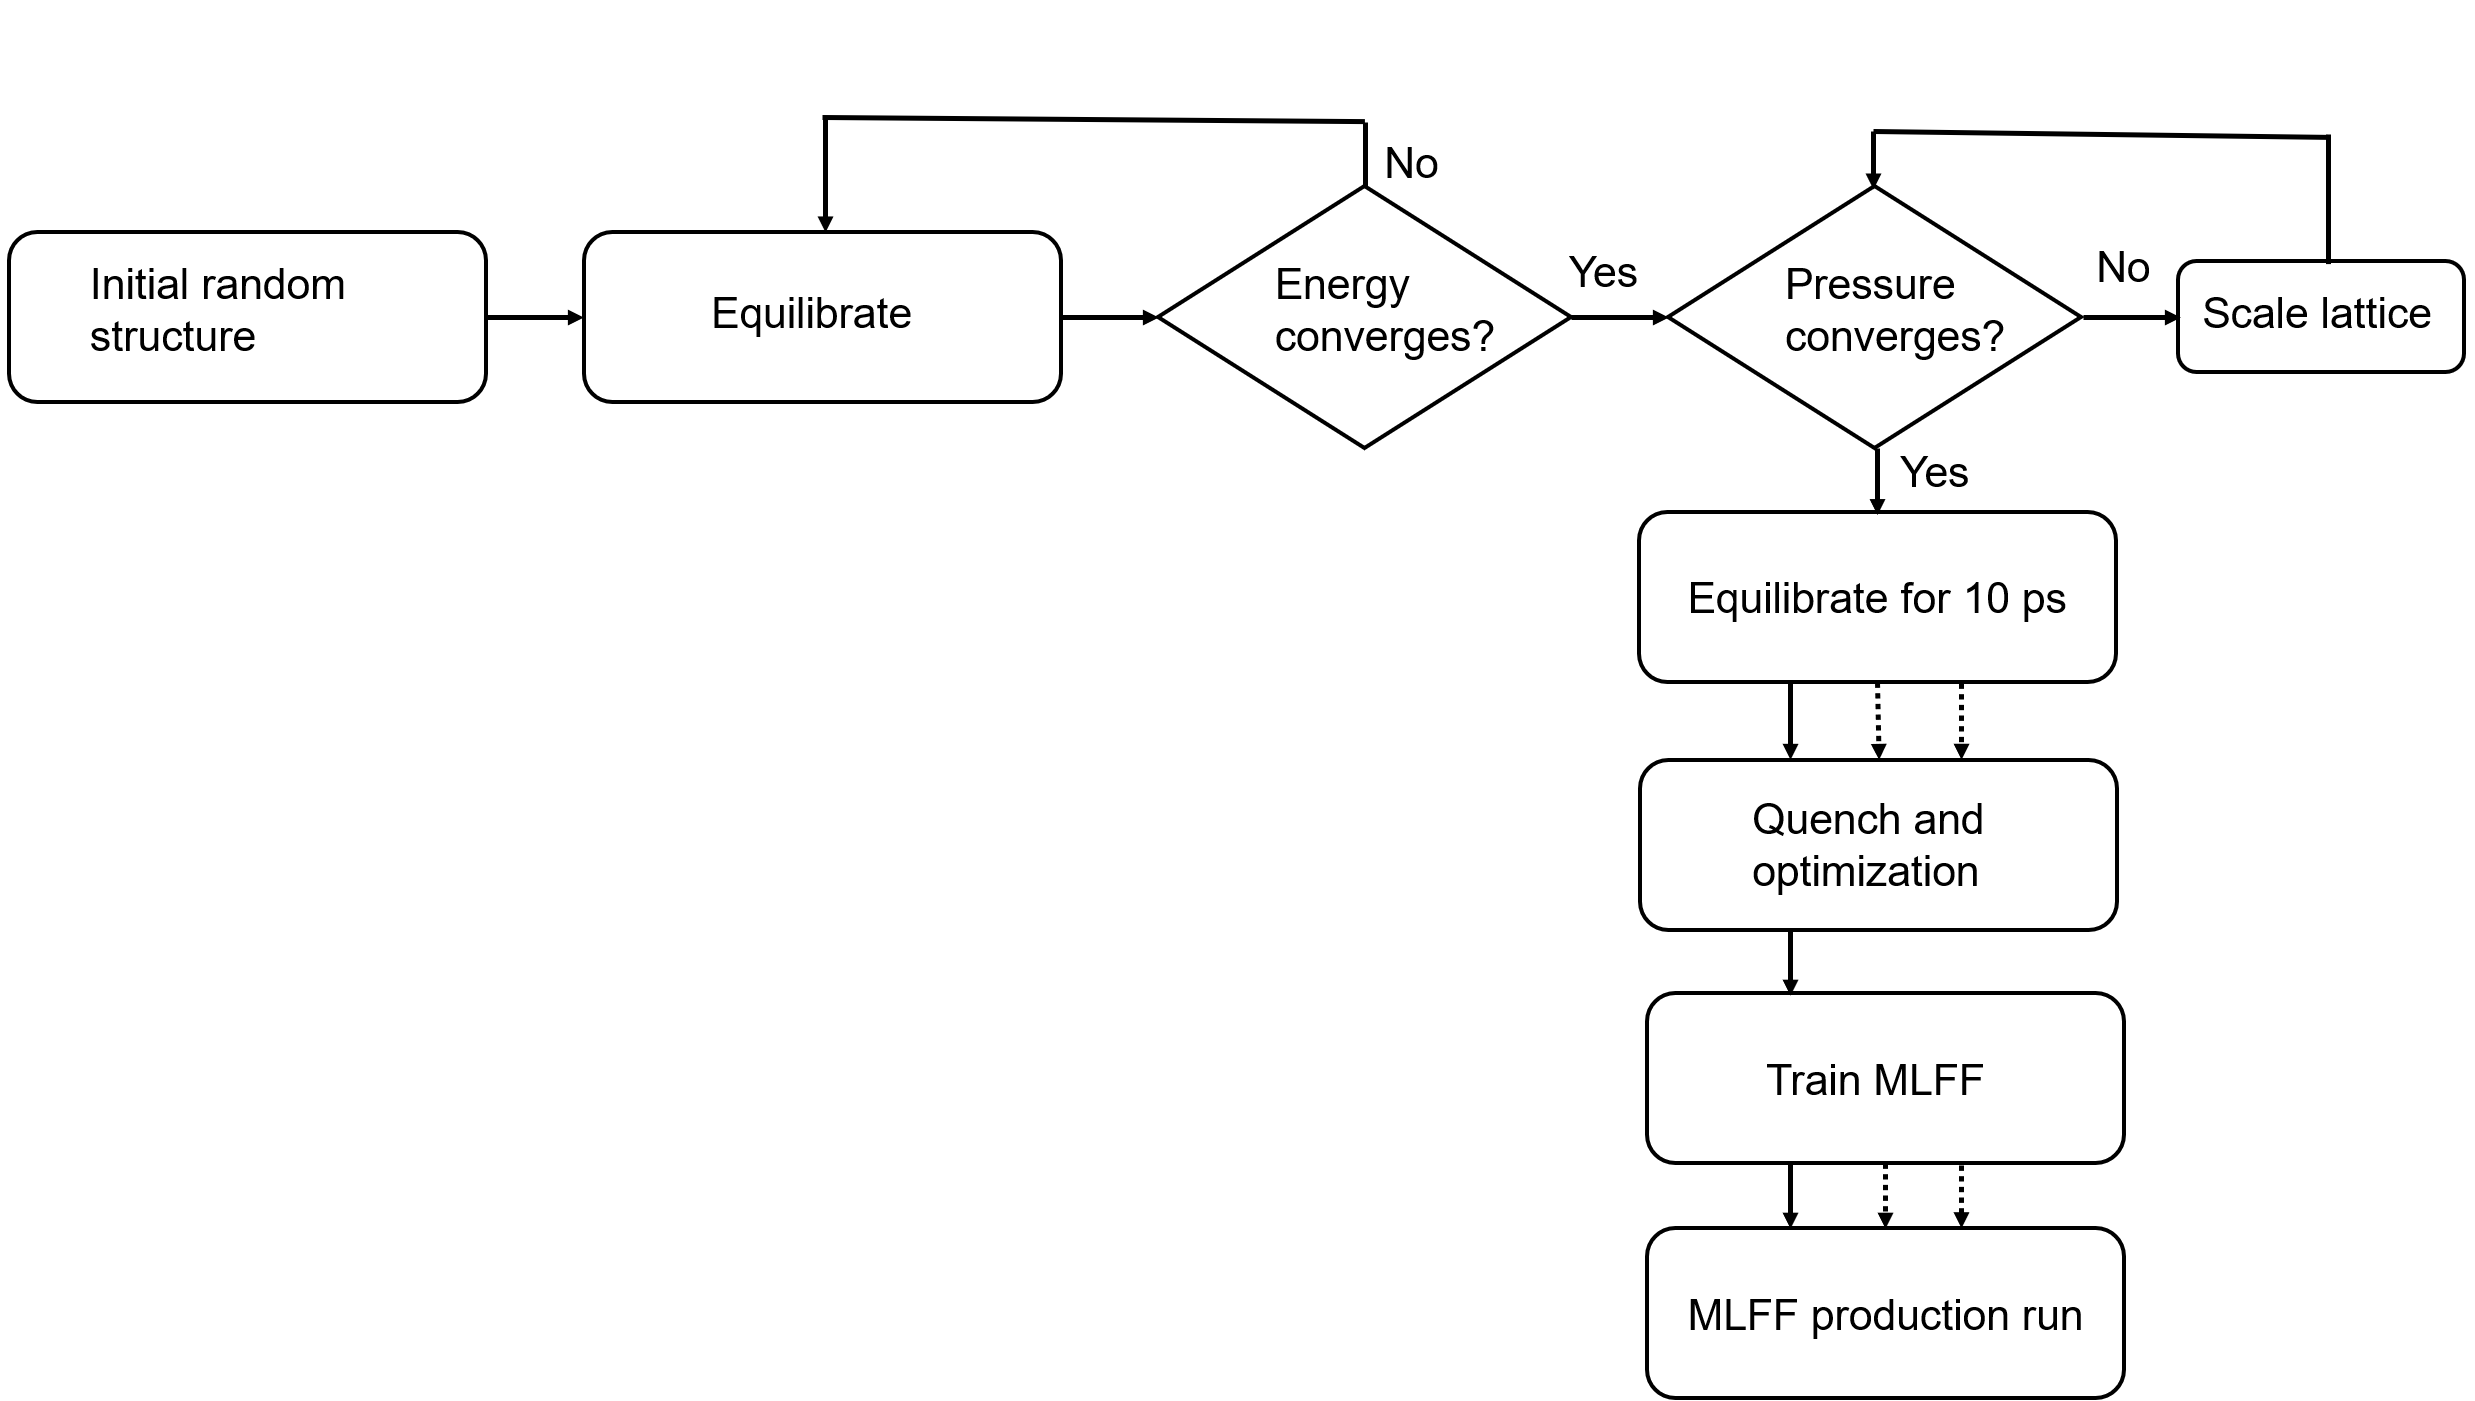 Initial random
structure
Equilibrate
No
Energy
converges?
Yes
Pressure
converges?
No
Scale lattice
Yes
Equilibrate for 10 ps
Quench and
optimization
Train MLFF
MLFF production run